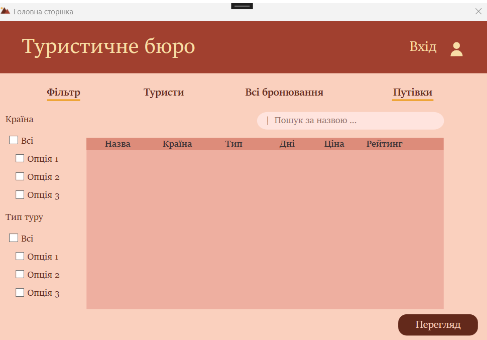 Головна сторінка
Туристичне бюро
Вхід
Фільтр Туристи Всі бронювання Путівки
Країна
Пошук за назвою ...
Всі
Назва Країна Тип Дні Ціна Рейтинг
Опція 1
Опція 2
Опція 3
Тип туру
Всі
Опція 1
Опція 2
Опція 3
Перегляд